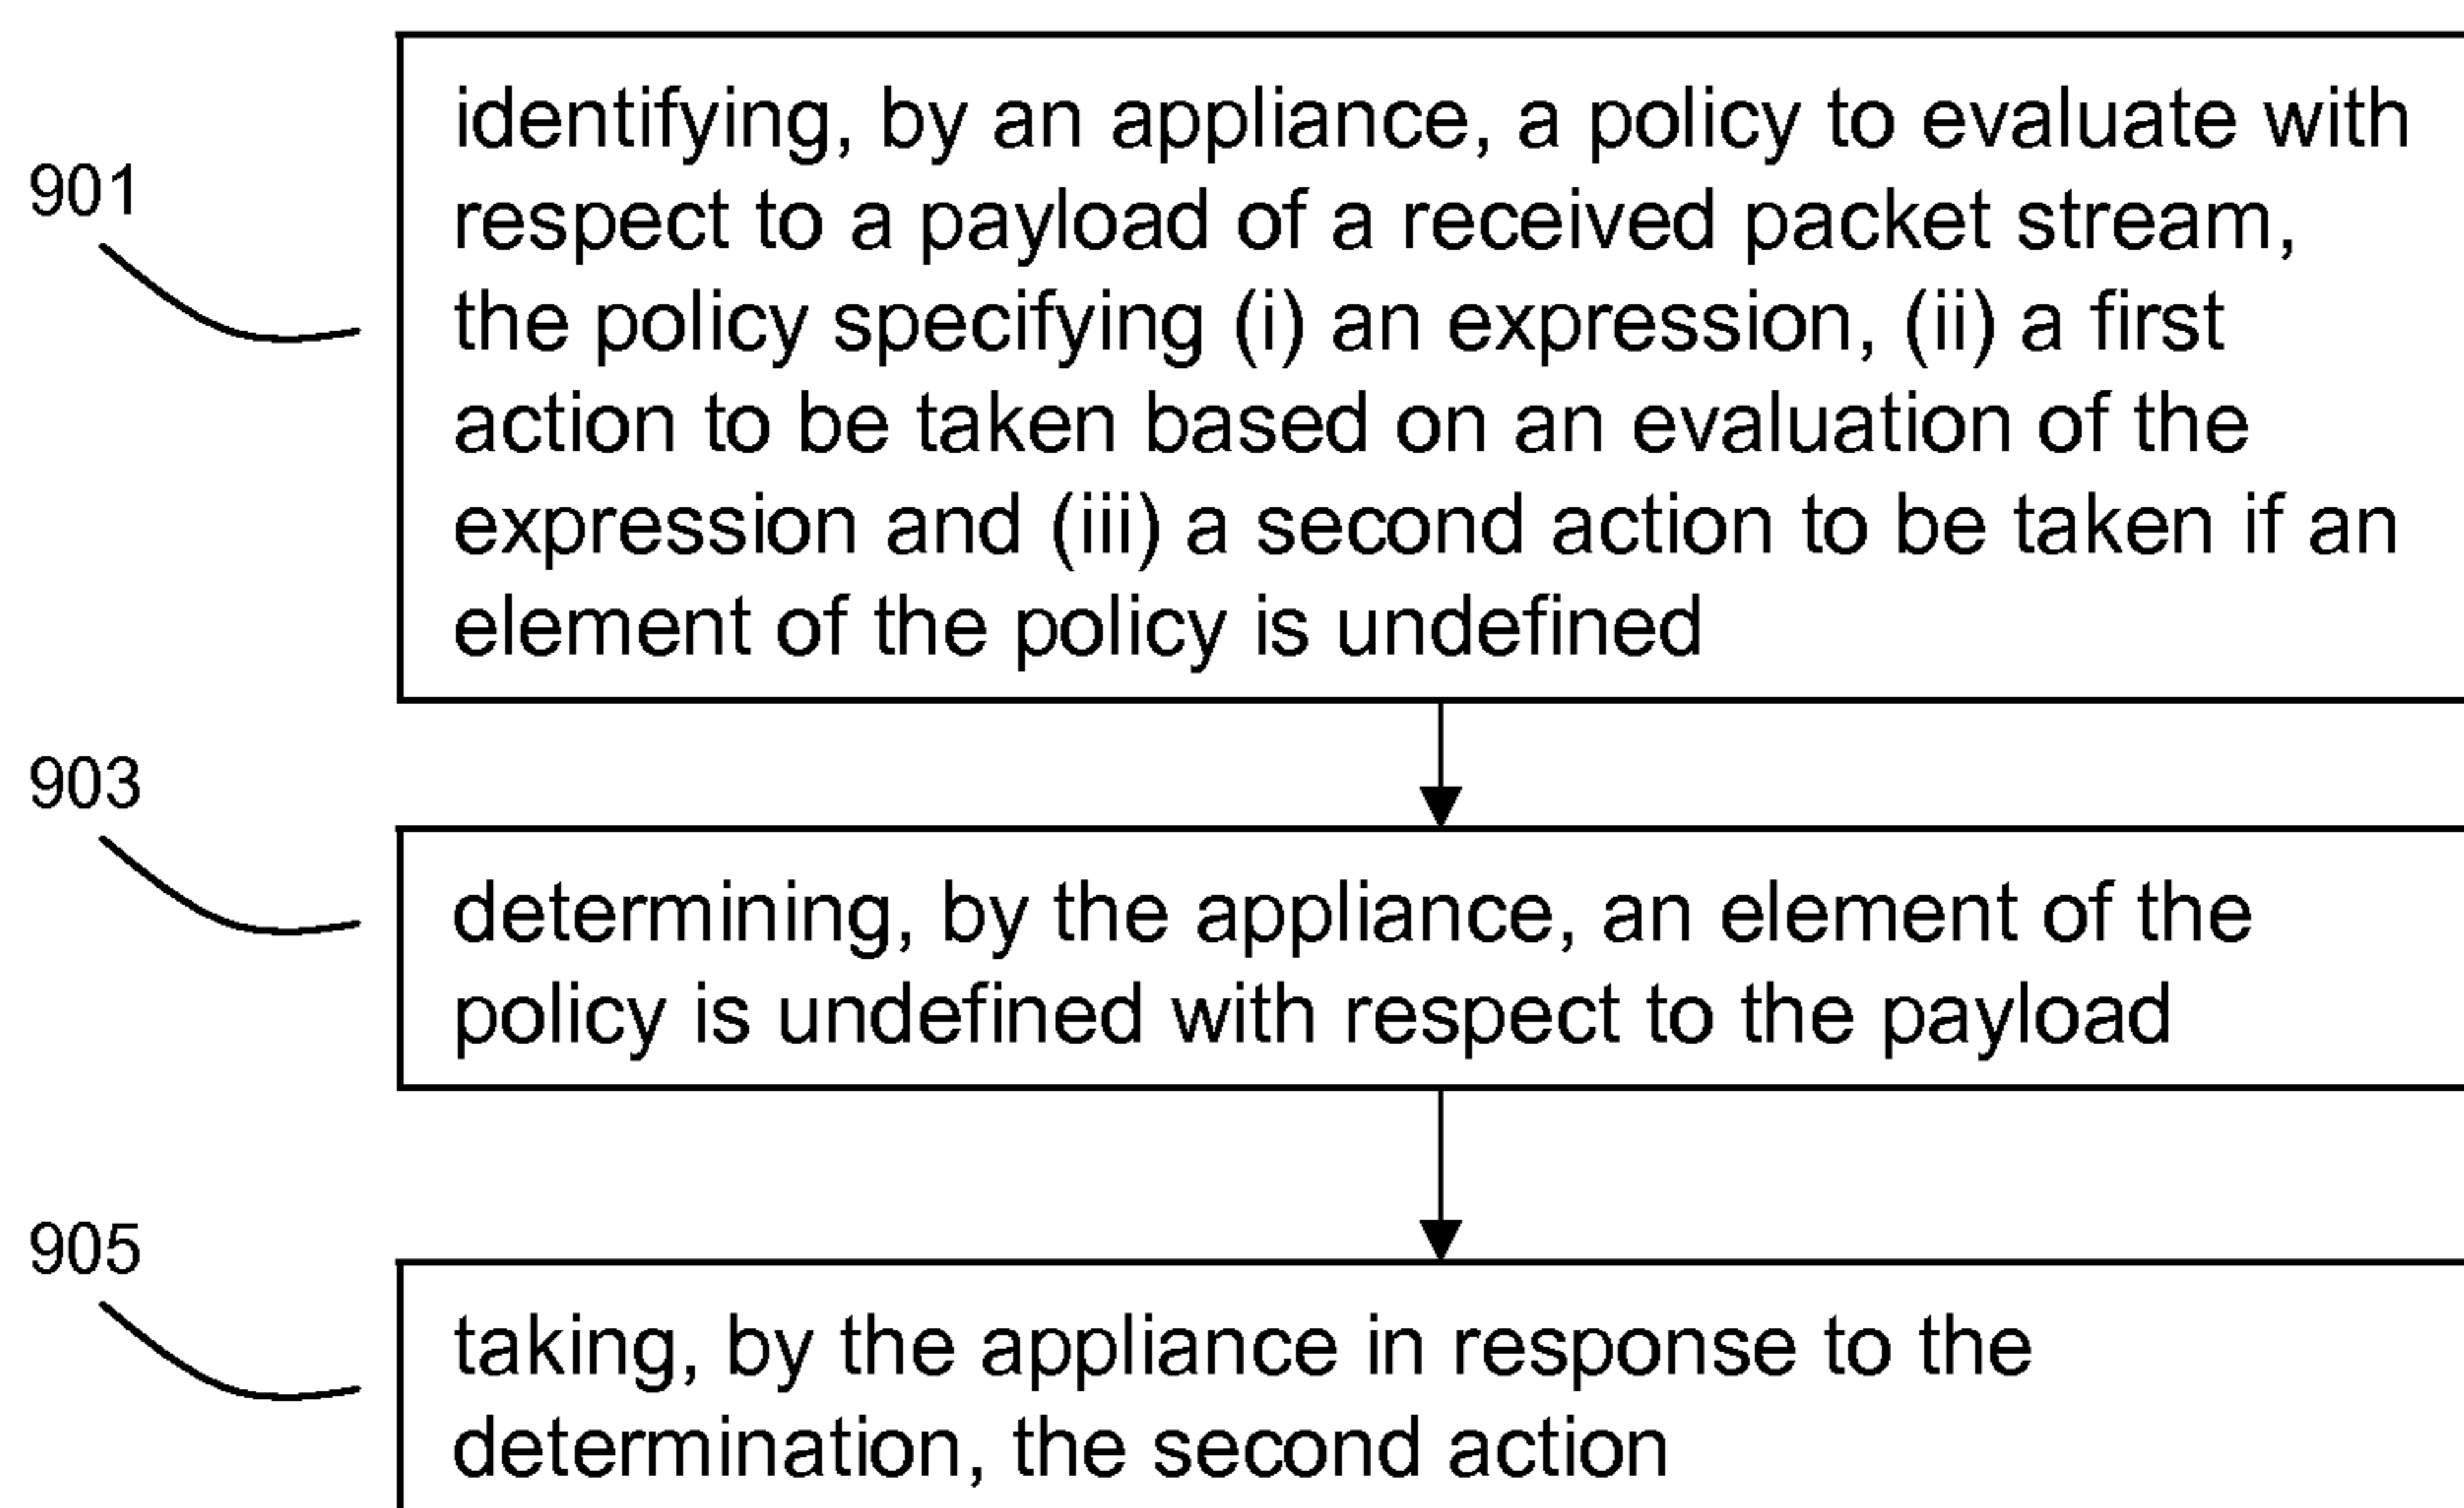 901
identifying, by an appliance, a policy to evaluate with
respect to a payload of a received packet stream,
the policy specifying (i) an expression, (ii) a first
action to be taken based on an evaluation of the
expression and (iii) a second action to be taken if an
element of the policy is undefined
903
determining, by the appliance, an element of the
policy is undefined with respect to the payload
905
taking, by the appliance in response to the
determination, the second action